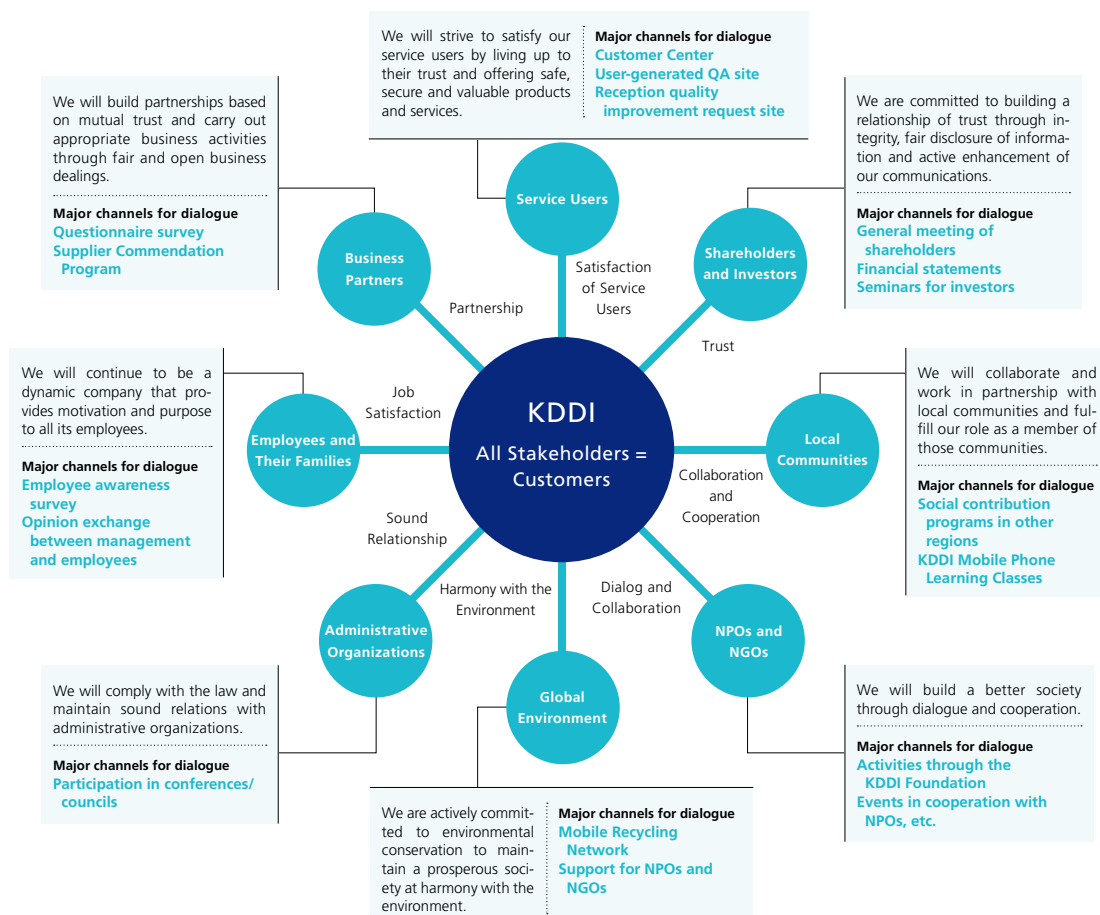 We will strive to satisfy our
service users by living up to
their trust and offering safe,
secure and valuable products
and services.
Major channels for dialogue
Customer Center
User-generated QA site
Reception quality
improvement request site
Service Users
Satisfaction
of Service
Users
We will build partnerships based
on mutual trust and carry out
appropriate business activities
through fair and open business
dealings.
Major channels for dialogue
Questionnaire survey
Supplier Commendation
Program
Business
Partners
Partnership
We are committed to building a
relationship of trust through in-
tegrity, fair disclosure of informa-
tion and active enhancement of
our communications.
Major channels for dialogue
General meeting of
shareholders
Financial statements
Seminars for investors
Shareholders
and Investors
Trust
We will continue to be a
dynamic company that pro-
vides motivation and purpose
to all its employees.
Major channels for dialogue
Employee awareness
survey
Opinion exchange
between management
and employees
Employees and
Their Families
Job
Satisfaction
KDDI
All Stakeholders =
Customers
Local
Communities
Collaboration
and
Cooperation
We will collaborate and
work in partnership with
local communities and ful-
fill our role as a member of
those communities.
Major channels for dialogue
Social contribution
programs in other
regions
KDDI Mobile Phone
Learning Classes
Sound
Relationship
Administrative
Organizations
We will comply with the law and
maintain sound relations with
administrative organizations.
Major channels for dialogue
Participation in conferences/
councils
Harmony with the
Environment
Global
Environment
We are actively commit-
ted to environmental
conservation to main-
tain a prosperous soci-
ety at harmony with the
environment.
Major channels for dialogue
Mobile Recycling
Network
Support for NPOs and
NGOs
Dialog and
Collaboration
NPOs and
NGOs
We will build a better society
through dialogue and cooperation.
Major channels for dialogue
Activities through the
KDDI Foundation
Events in cooperation with
NPOs, etc.